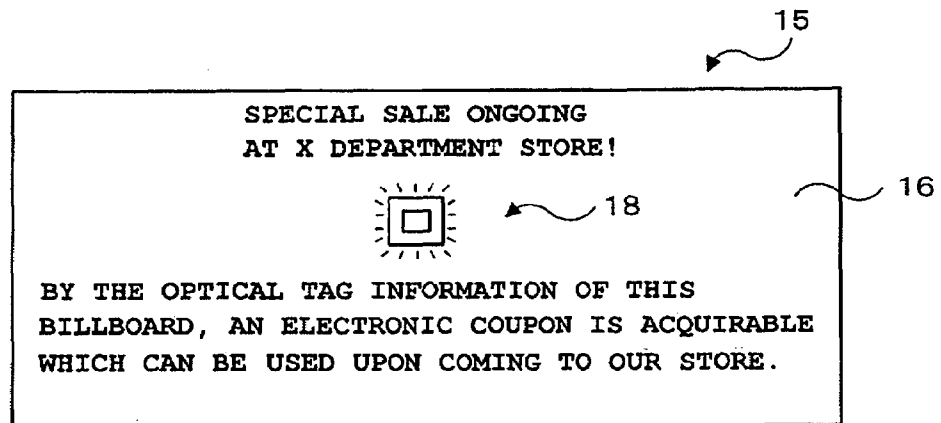 15
SPECIAL SALE ONGOING
AT X DEPARTMENT STORE!
16
18
BY THE OPTICAL TAG INFORMATION OF THIS
BILLBOARD, AN ELECTRONIC COUPON IS ACQUIRABLE
WHICH CAN BE USED UPON COMING TO OUR STORE.